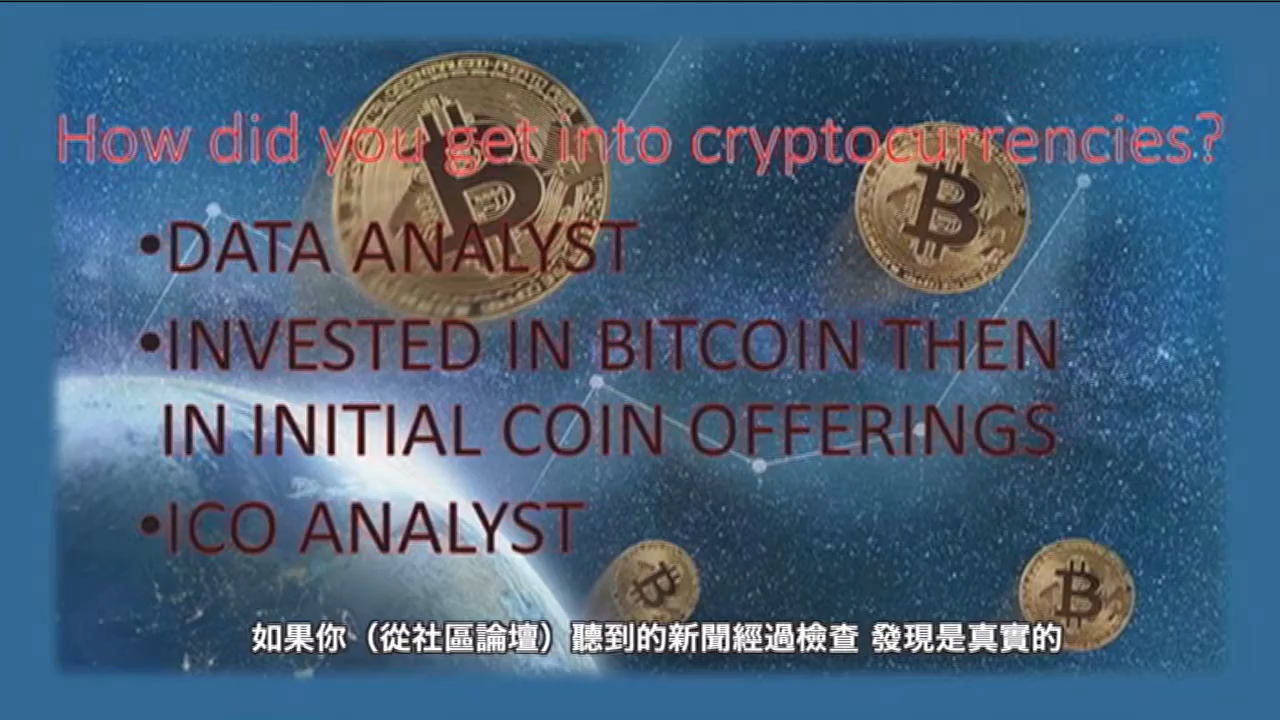 How did you get into cryptocurrencies?
•DATA ANALYST
•INVESTED IN BITCOIN THEN
IN INITIAL COIN OFFERINGS
•ICO ANALYST
如果你（從社區論壇）聽到的新聞經過檢查 發現是真實的